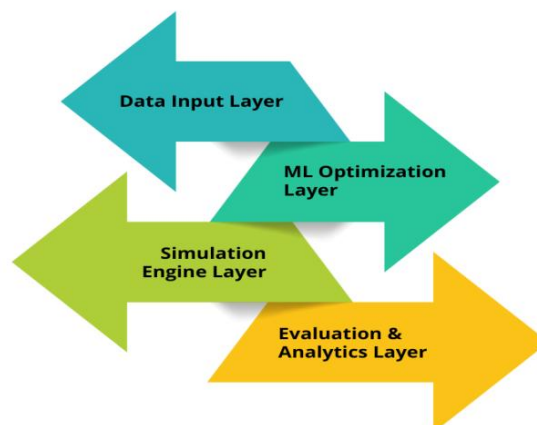 Data Input Layer
ML Optimization
Layer
Simulation
Engine Layer
Evaluation &
Analytics Layer